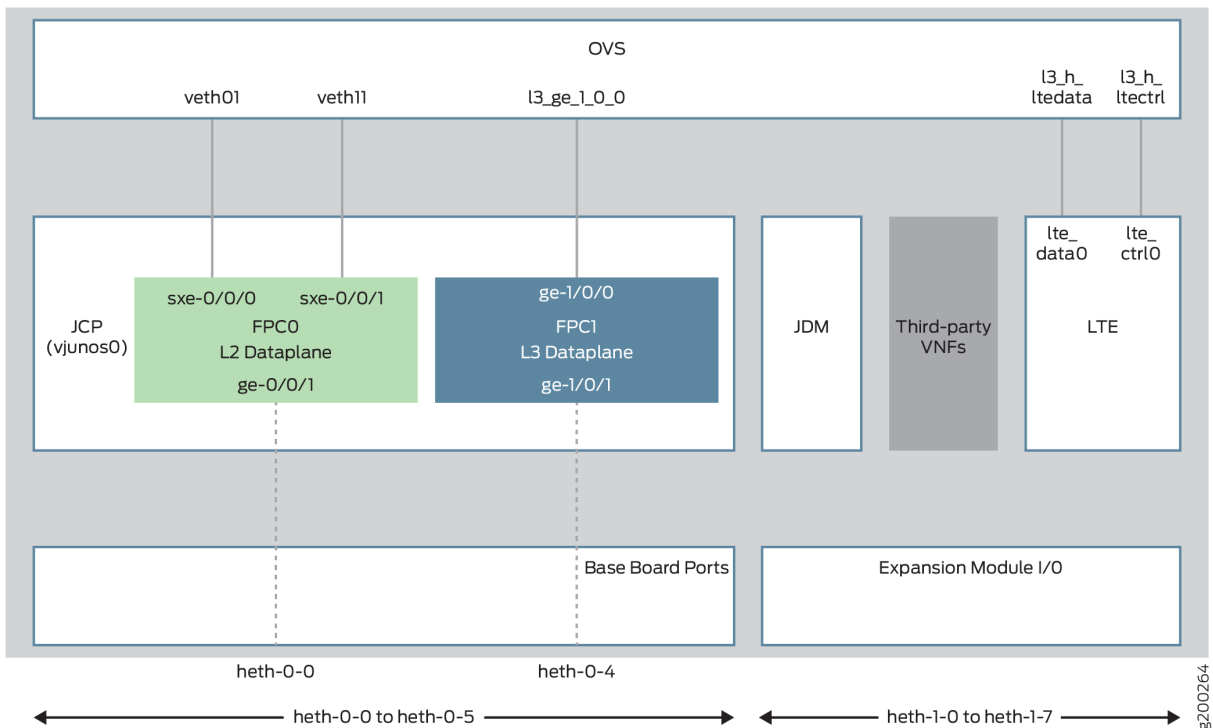 OVS
veth01
veth11
l3_ge_1_0_0
l3_h_
ltedata
l3_h_
ltectrl
JCP
(vjunos0)
sxe-0/0/0
sxe-0/0/1
FPC0
L2 Dataplane
ge-0/0/1
ge-1/0/0
FPC1
L3 Dataplane
ge-1/0/1
JDM
Third-party
VNFs
lte_
data0
lte_
ctrl0
LTE
Base Board Ports
Expansion Module I/0
heth-0-0
heth-0-4
heth-0-0 to heth-0-5
heth-1-0 to heth-1-7
g200264